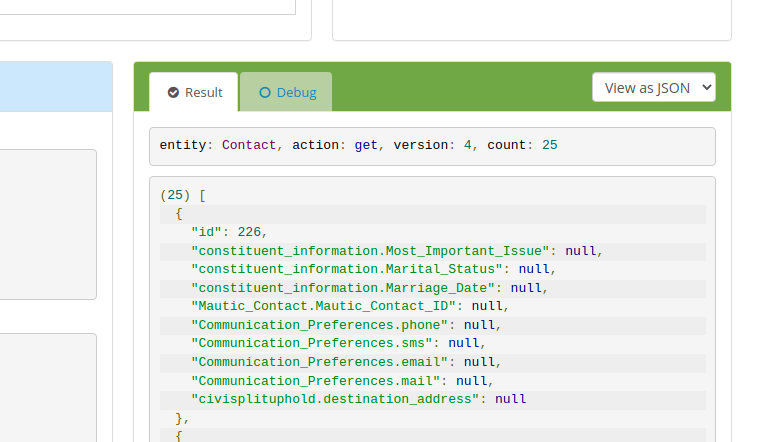 Result
Debug
View as JSON
entity: Contact, action: get, version: 4, count: 25
(25) [
{
"id": 226,
"constituent_information.Most_Important_Issue": null,
"constituent_information.Marital_Status": null,
"constituent_information.Marriage_Date": null,
"Mautic_Contact.Mautic_Contact_ID": null,
"Communication_Preferences.phone": null,
"Communication_Preferences.sms": null,
"Communication_Preferences.email": null,
"Communication_Preferences.mail": null,
"civisplituphold.destination_address": null
},
{